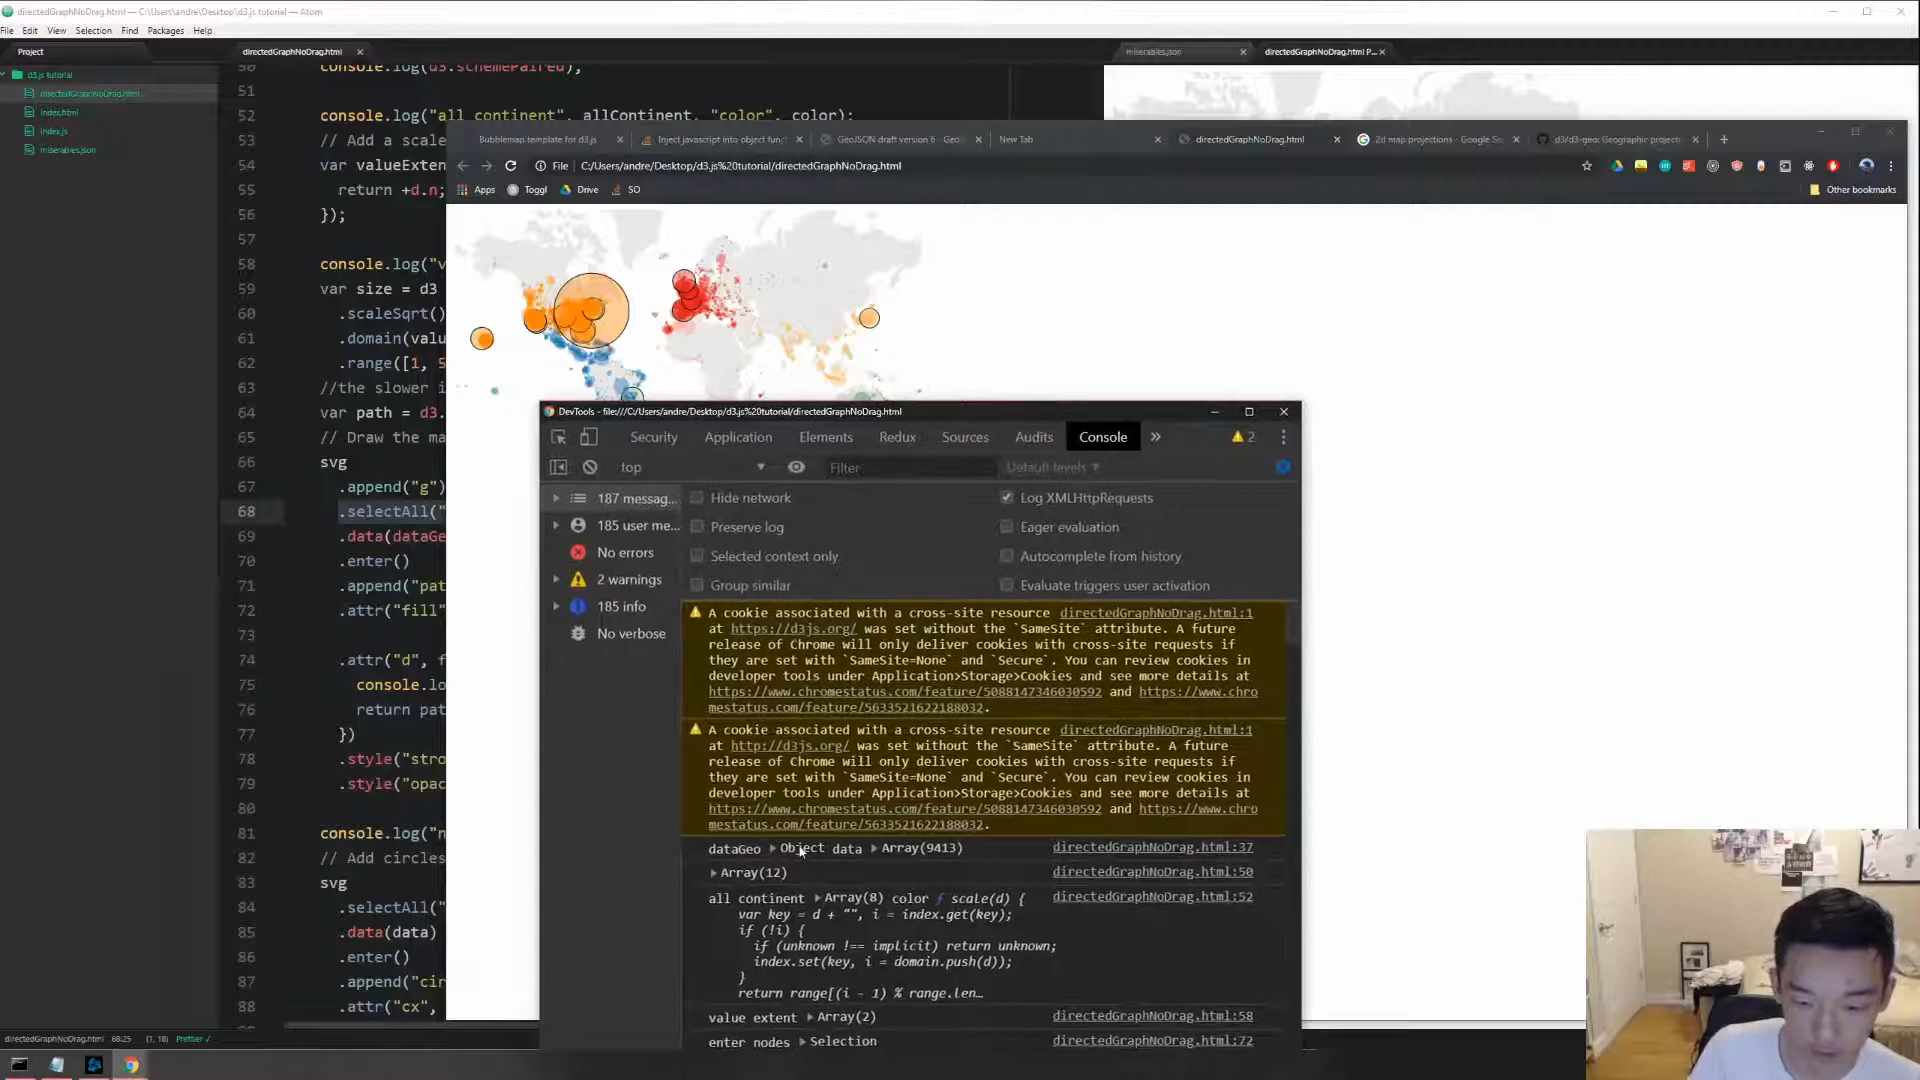 directedGraphNoDrag.html — C:\Users\andre\Desktop\d3.js tutorial — Atom
File Edit View Selection Find Packages Help
Project
directedGraphNoDrag.html
miserables.json
directedGraphNoDrag.html P...
d3.js tutorial
directedGraphNoDrag.html
index.html
index.js
miserables.json
50 console.log(d3.schemePaired);
51
52 console.log("all continent", allContinent, "color", color);
53 // Add a scale
54 var valueExten
55 return +d.n;
56 });
57
58 console.log("v
59 var size = d3
60 .scaleSqrt()
61 .domain(valu
62 .range([1, 5
63 //the slower i
64 var path = d3.
65 // Draw the ma
66 svg
67 .append("g")
68 .selectAll("
69 .data(dataGe
70 .enter()
71 .append("pat
72 .attr("fill"
73
74 .attr("d", f
75 console.lo
76 return pat
77 })
78 .style("stro
79 .style("opac
80
81 console.log("n
82 // Add circles
83 svg
84 .selectAll("
85 .data(data)
86 .enter()
87 .append("cir
88 .attr("cx",
directedGraphNoDrag.html 68:25 (1, 18) Prettier ✓
Bubblemap template for d3.js
Inject javascript into object func
GeoJSON draft version 6 - Geo
New Tab
directedGraphNoDrag.html
2d map projections - Google Se
d3/d3-geo: Geographic project
File C:/Users/andre/Desktop/d3.js%20tutorial/directedGraphNoDrag.html
Apps Toggl Drive SO Other bookmarks
DevTools - file:///C:/Users/andre/Desktop/d3.js%20tutorial/directedGraphNoDrag.html
Security Application Elements Redux Sources Audits Console » 2
top Filter Default levels
187 messag...
185 user me...
No errors
2 warnings
185 info
No verbose
Hide network Log XMLHttpRequests
Preserve log Eager evaluation
Selected context only Autocomplete from history
Group similar Evaluate triggers user activation
A cookie associated with a cross-site resource directedGraphNoDrag.html:1
at https://d3js.org/ was set without the `SameSite` attribute. A future
release of Chrome will only deliver cookies with cross-site requests if
they are set with `SameSite=None` and `Secure`. You can review cookies in
developer tools under Application>Storage>Cookies and see more details at
https://www.chromestatus.com/feature/5088147346030592 and https://www.chro
mestatus.com/feature/5633521622188032.
A cookie associated with a cross-site resource directedGraphNoDrag.html:1
at http://d3js.org/ was set without the `SameSite` attribute. A future
release of Chrome will only deliver cookies with cross-site requests if
they are set with `SameSite=None` and `Secure`. You can review cookies in
developer tools under Application>Storage>Cookies and see more details at
https://www.chromestatus.com/feature/5088147346030592 and https://www.chro
mestatus.com/feature/5633521622188032.
dataGeo Object data Array(9413) directedGraphNoDrag.html:37
Array(12) directedGraphNoDrag.html:50
all continent Array(8) color ƒ scale(d) { directedGraphNoDrag.html:52
var key = d + "", i = index.get(key);
if (!i) {
if (unknown !== implicit) return unknown;
index.set(key, i = domain.push(d));
}
return range[(i - 1) % range.len…
value extent Array(2) directedGraphNoDrag.html:58
enter nodes Selection directedGraphNoDrag.html:72